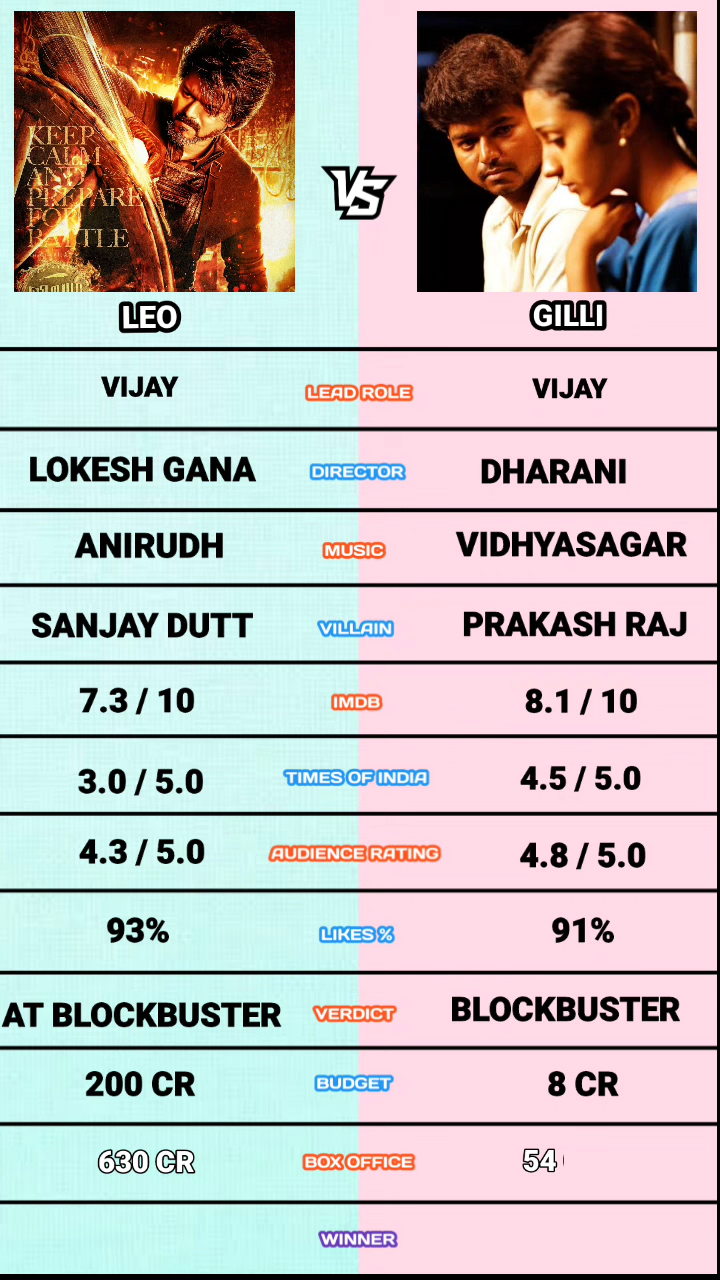 KEEP
CALM
AND
PREPARE
FOR
BATTLE
VS
LEO
GILLI
VIJAY LEAD ROLE VIJAY
LOKESH GANA DIRECTOR DHARANI
ANIRUDH MUSIC VIDHYASAGAR
SANJAY DUTT VILLAIN PRAKASH RAJ
7.3 / 10 IMDB 8.1 / 10
3.0 / 5.0 TIMES OF INDIA 4.5 / 5.0
4.3 / 5.0 AUDIENCE RATING 4.8 / 5.0
93% LIKES % 91%
AT BLOCKBUSTER VERDICT BLOCKBUSTER
200 CR BUDGET 8 CR
630 CR BOX OFFICE 54
WINNER